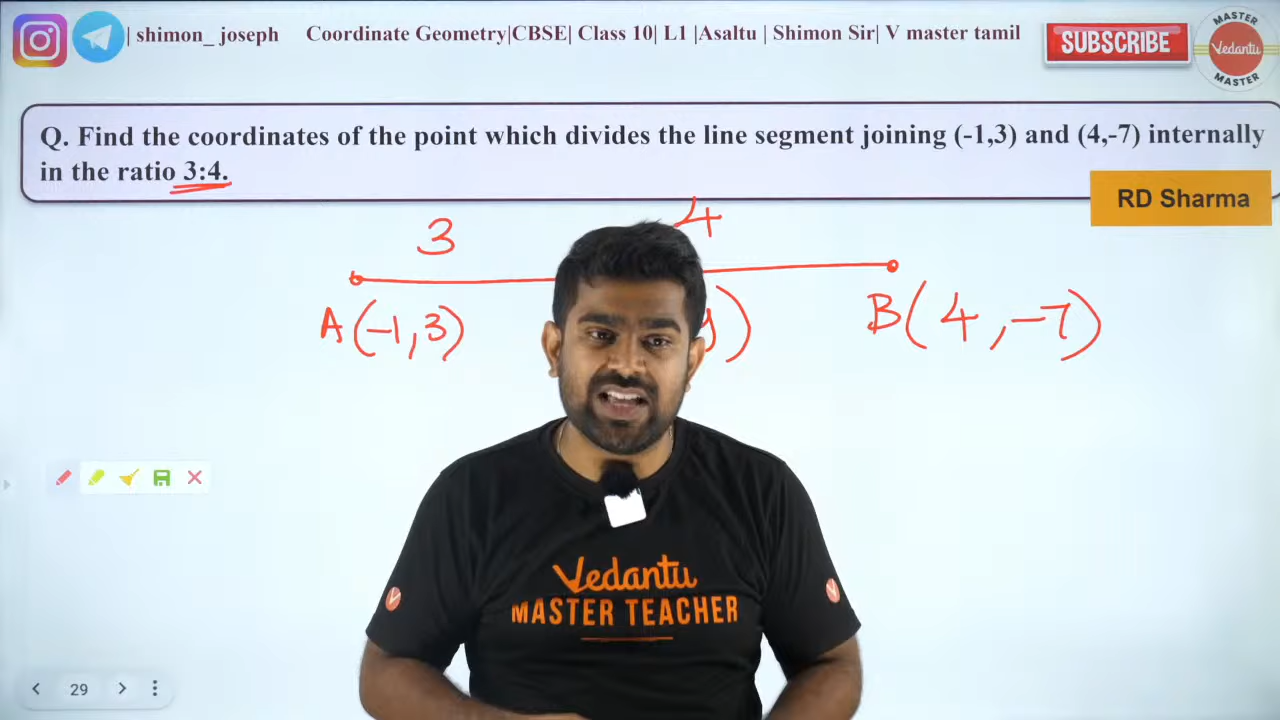 | shimon_ joseph
Coordinate Geometry|CBSE| Class 10| L1 |Asaltu | Shimon Sir| V master tamil
SUBSCRIBE
MASTER
Vedantu
MASTER
Q. Find the coordinates of the point which divides the line segment joining (-1,3) and (4,-7) internally
in the ratio 3:4.
RD Sharma
3
4
A(-1,3)
)
B(4,-7)
Vedantu
MASTER TEACHER
29